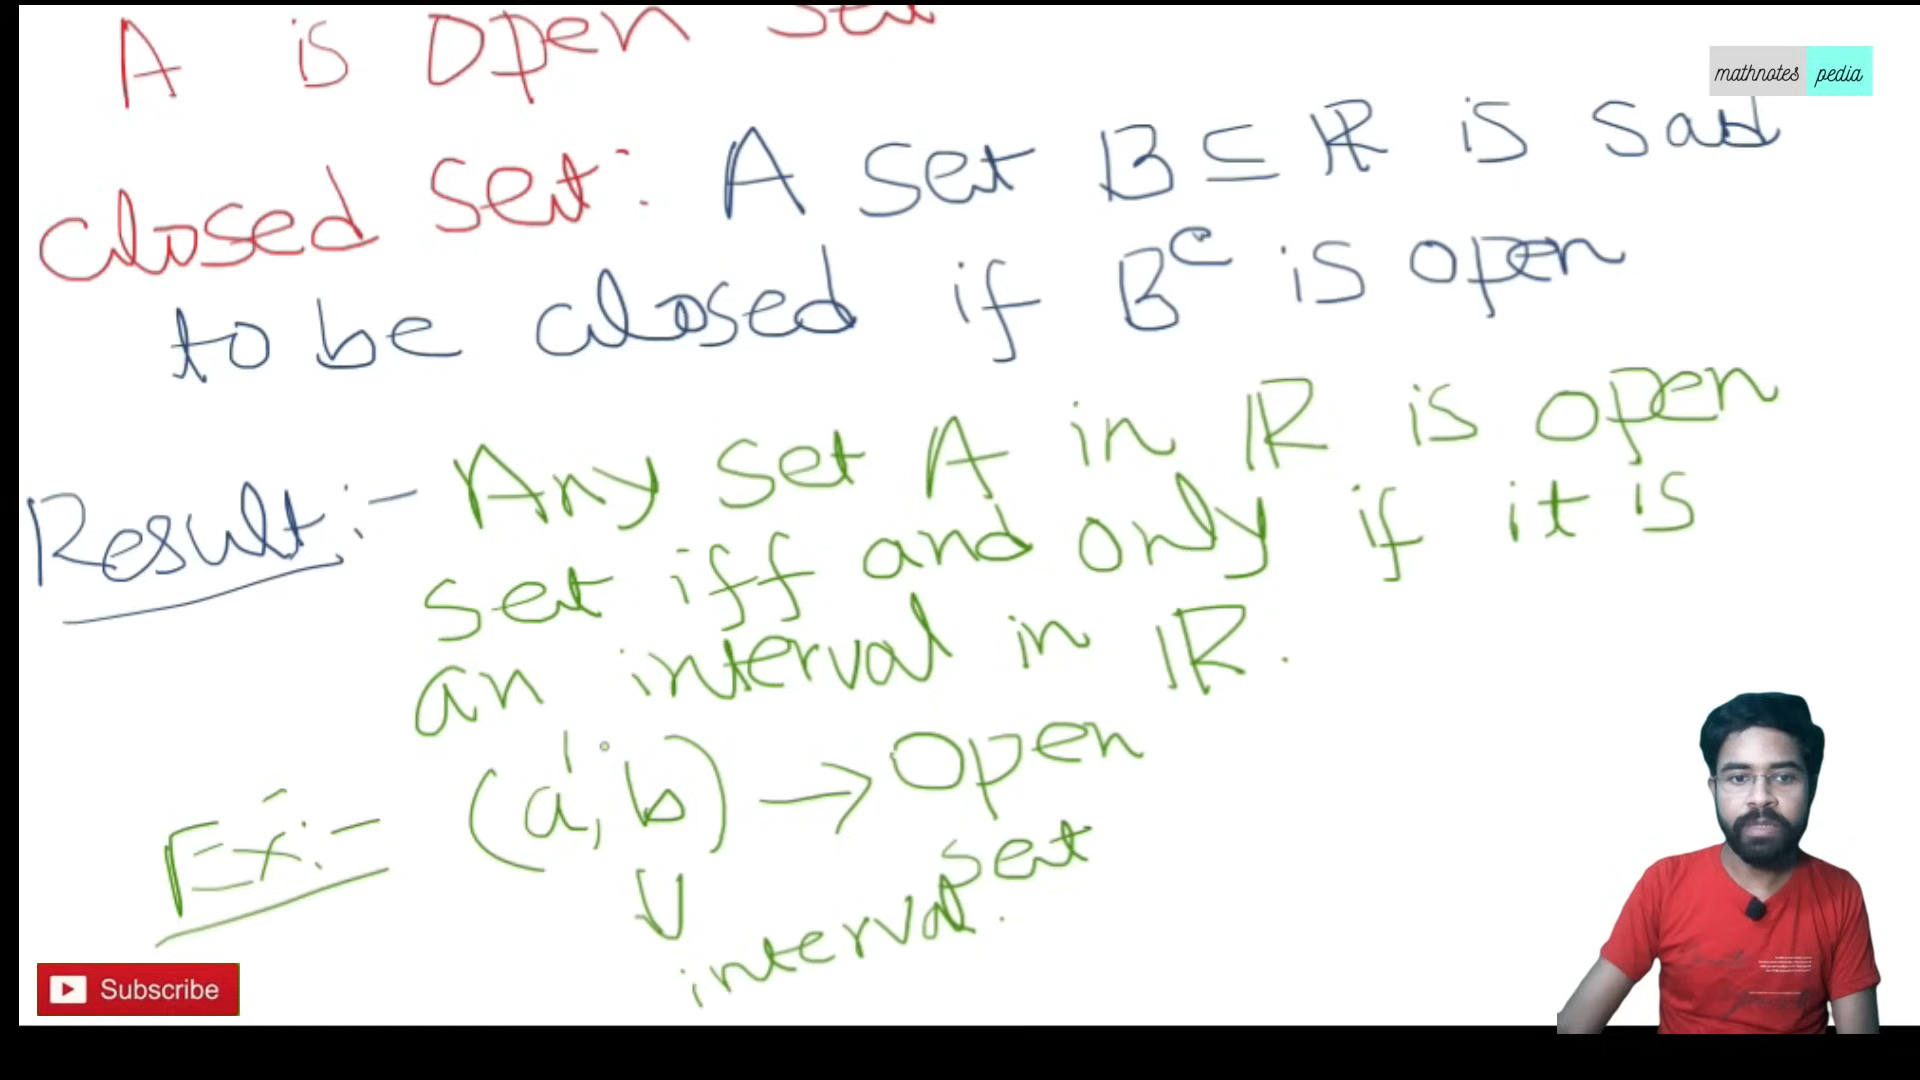 A is open set
mathnotes pedia
closed set: A set B ⊆ ℝ is said
to be closed if Bᶜ is open
Result:- Any set A in ℝ is open
set iff and only if it is
an interval in ℝ.
Ex:- (a, b) → open
set
interval.
Subscribe